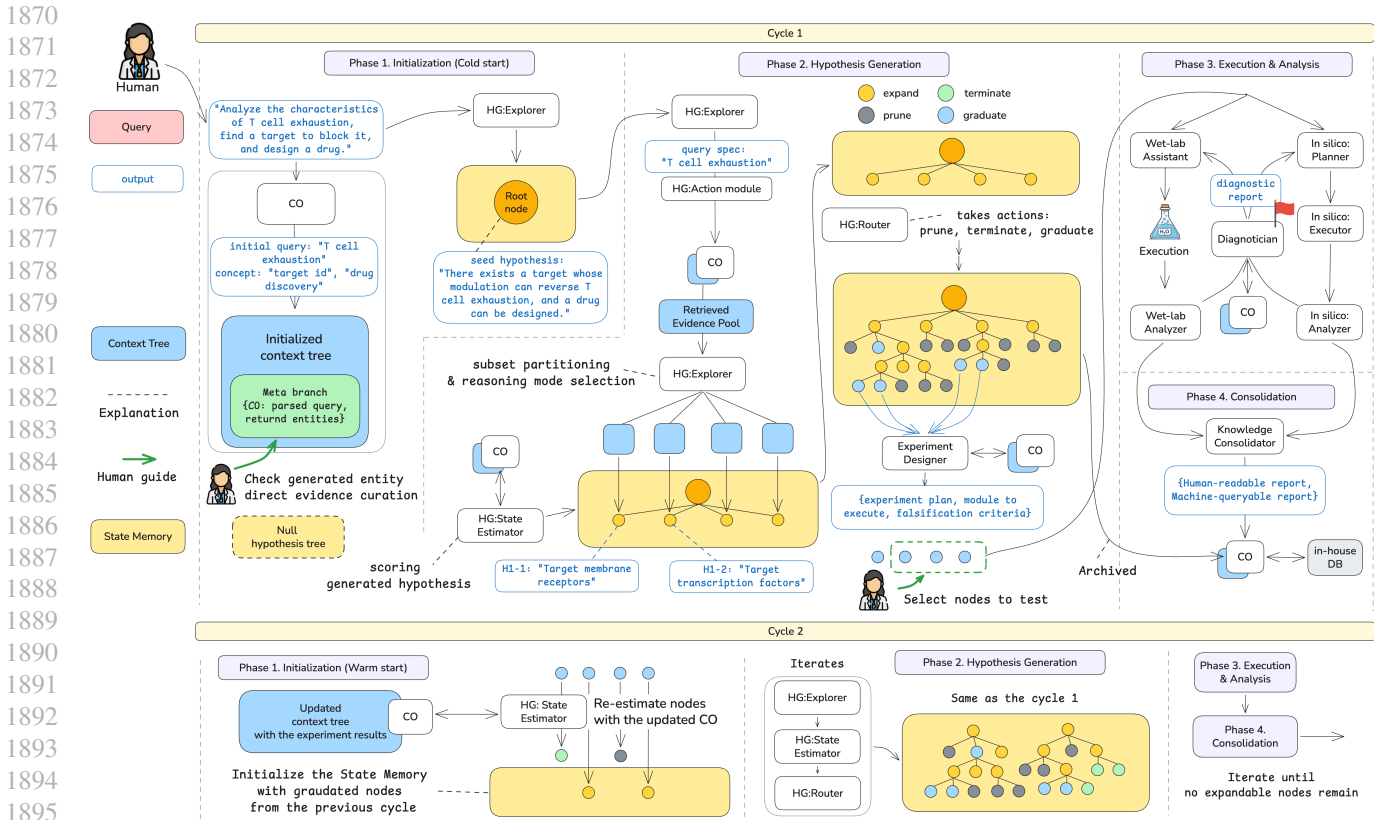 1870
1871
1872
1873
1874
1875
1876
1877
1878
1879
1880
1881
1882
1883
1884
1885
1886
1887
1888
1889
1890
1891
1892
1893
1894
1895
Human
Query
output
Context Tree
Explanation
Human guide
State Memory
Cycle 1
Phase 1. Initialization (Cold start)
"Analyze the characteristics
of T cell exhaustion,
find a target to block it,
and design a drug."
CO
initial query: "T cell
exhaustion"
concept: "target id", "drug
discovery"
Initialized
context tree
Meta branch
{CO: parsed query,
returnd entities}
Check generated entity
direct evidence curation
Null
hypothesis tree
HG:Explorer
Root
node
seed hypothesis:
"There exists a target whose
modulation can reverse T
cell exhaustion, and a drug
can be designed."
Phase 2. Hypothesis Generation
HG:Explorer
query spec:
"T cell exhaustion"
HG:Action module
CO
Retrieved
Evidence Pool
subset partitioning
& reasoning mode selection
HG:Explorer
CO
HG:State
Estimator
scoring
generated hypothesis
H1-1: "Target membrane
receptors"
H1-2: "Target
transcription factors"
expand
terminate
prune
graduate
HG:Router
takes actions:
prune, terminate, graduate
Experiment
Designer
CO
{experiment plan, module to
execute, falsification criteria}
Select nodes to test
Archived
Phase 3. Execution & Analysis
Wet-lab
Assistant
In silico:
Planner
diagnostic
report
H₂O
Execution
Diagnotician
In silico:
Executor
CO
Wet-lab
Analyzer
In silico:
Analyzer
Phase 4. Consolidation
Knowledge
Consolidator
{Human-readable report,
Machine-queryable report}
CO
in-house
DB
Cycle 2
Phase 1. Initialization (Warm start)
Updated
context tree
with the experiment results
CO
HG: State
Estimator
Re-estimate nodes
with the updated CO
Initialize the State Memory
with graudated nodes
from the previous cycle
Iterates
HG:Explorer
HG:State
Estimator
HG:Router
Phase 2. Hypothesis Generation
Same as the cycle 1
Phase 3. Execution
& Analysis
Phase 4.
Consolidation
Iterate until
no expandable nodes remain